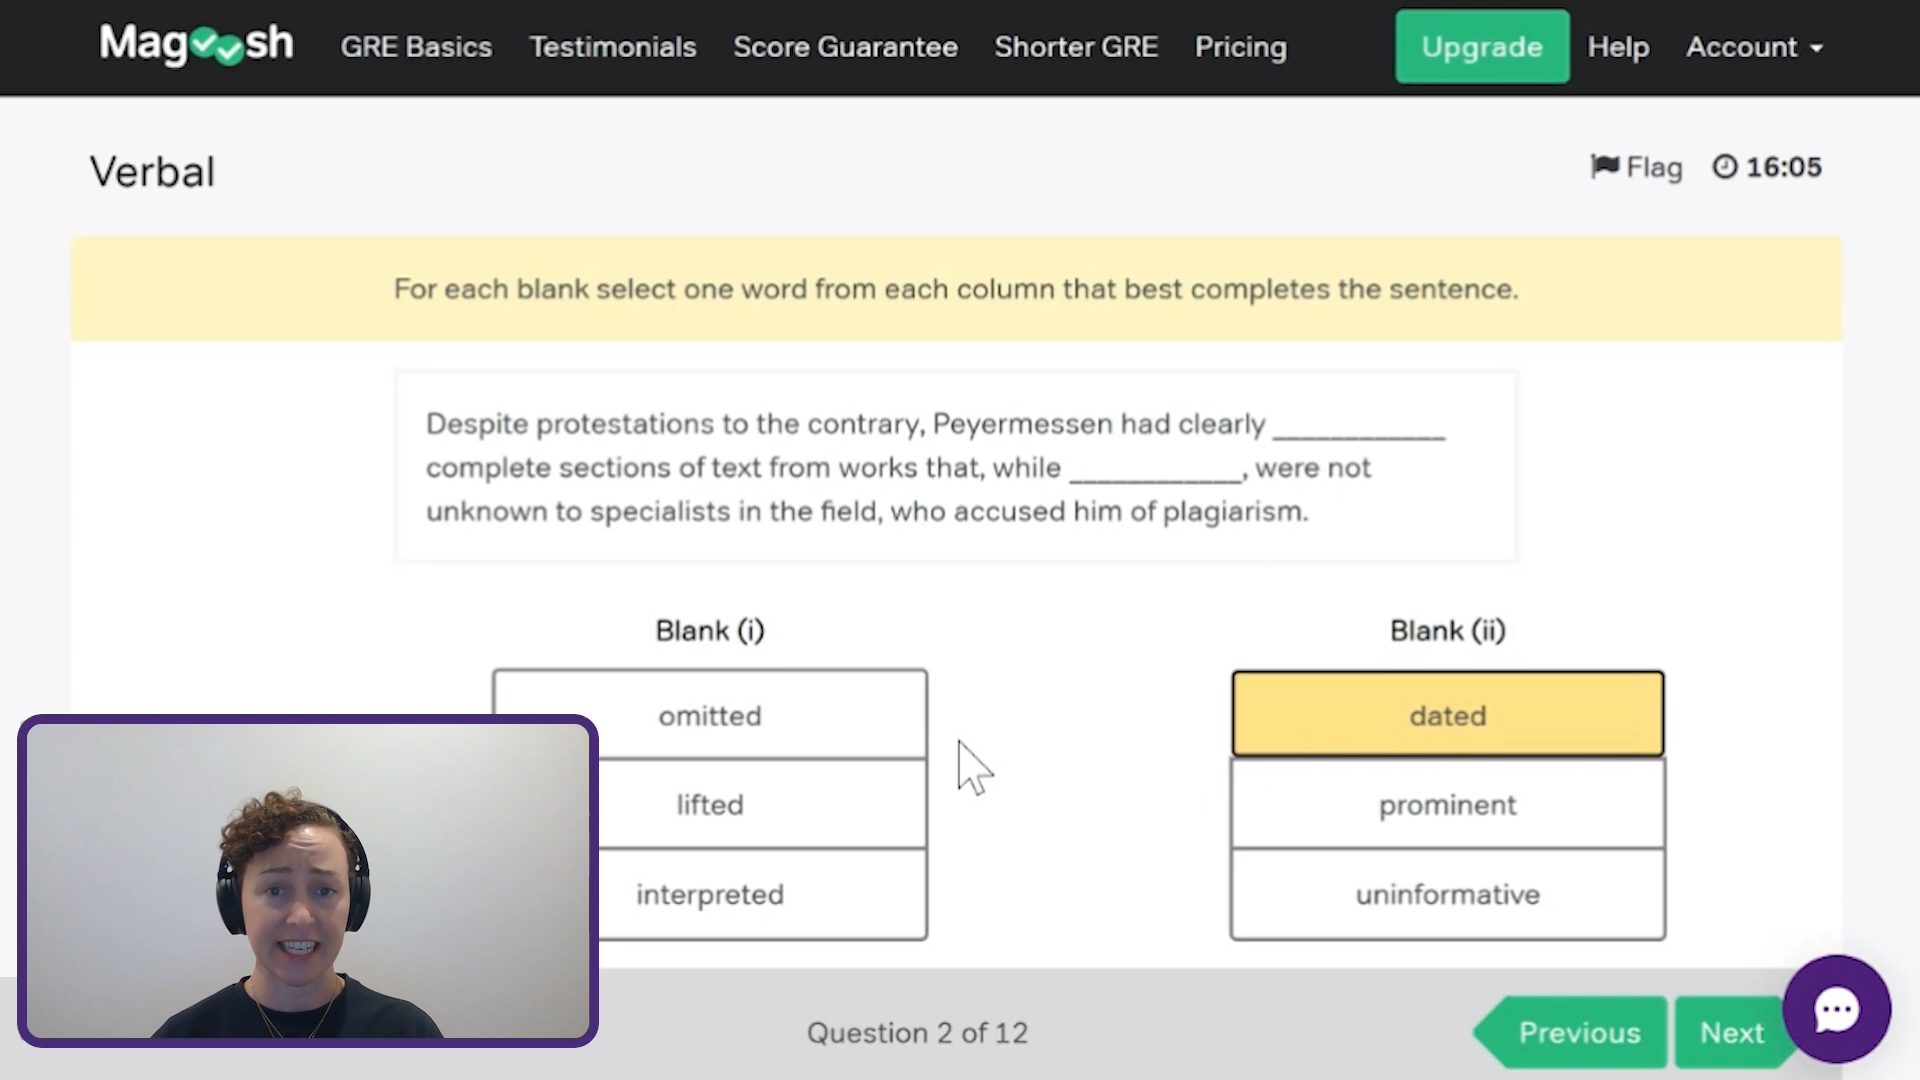 Magoosh GRE Basics Testimonials Score Guarantee Shorter GRE Pricing Upgrade Help Account
Verbal
Flag 16:05
For each blank select one word from each column that best completes the sentence.
Despite protestations to the contrary, Peyermessen had clearly ____________
complete sections of text from works that, while ____________, were not
unknown to specialists in the field, who accused him of plagiarism.
Blank (i)
omitted
lifted
interpreted
Blank (ii)
dated
prominent
uninformative
Question 2 of 12
Previous Next